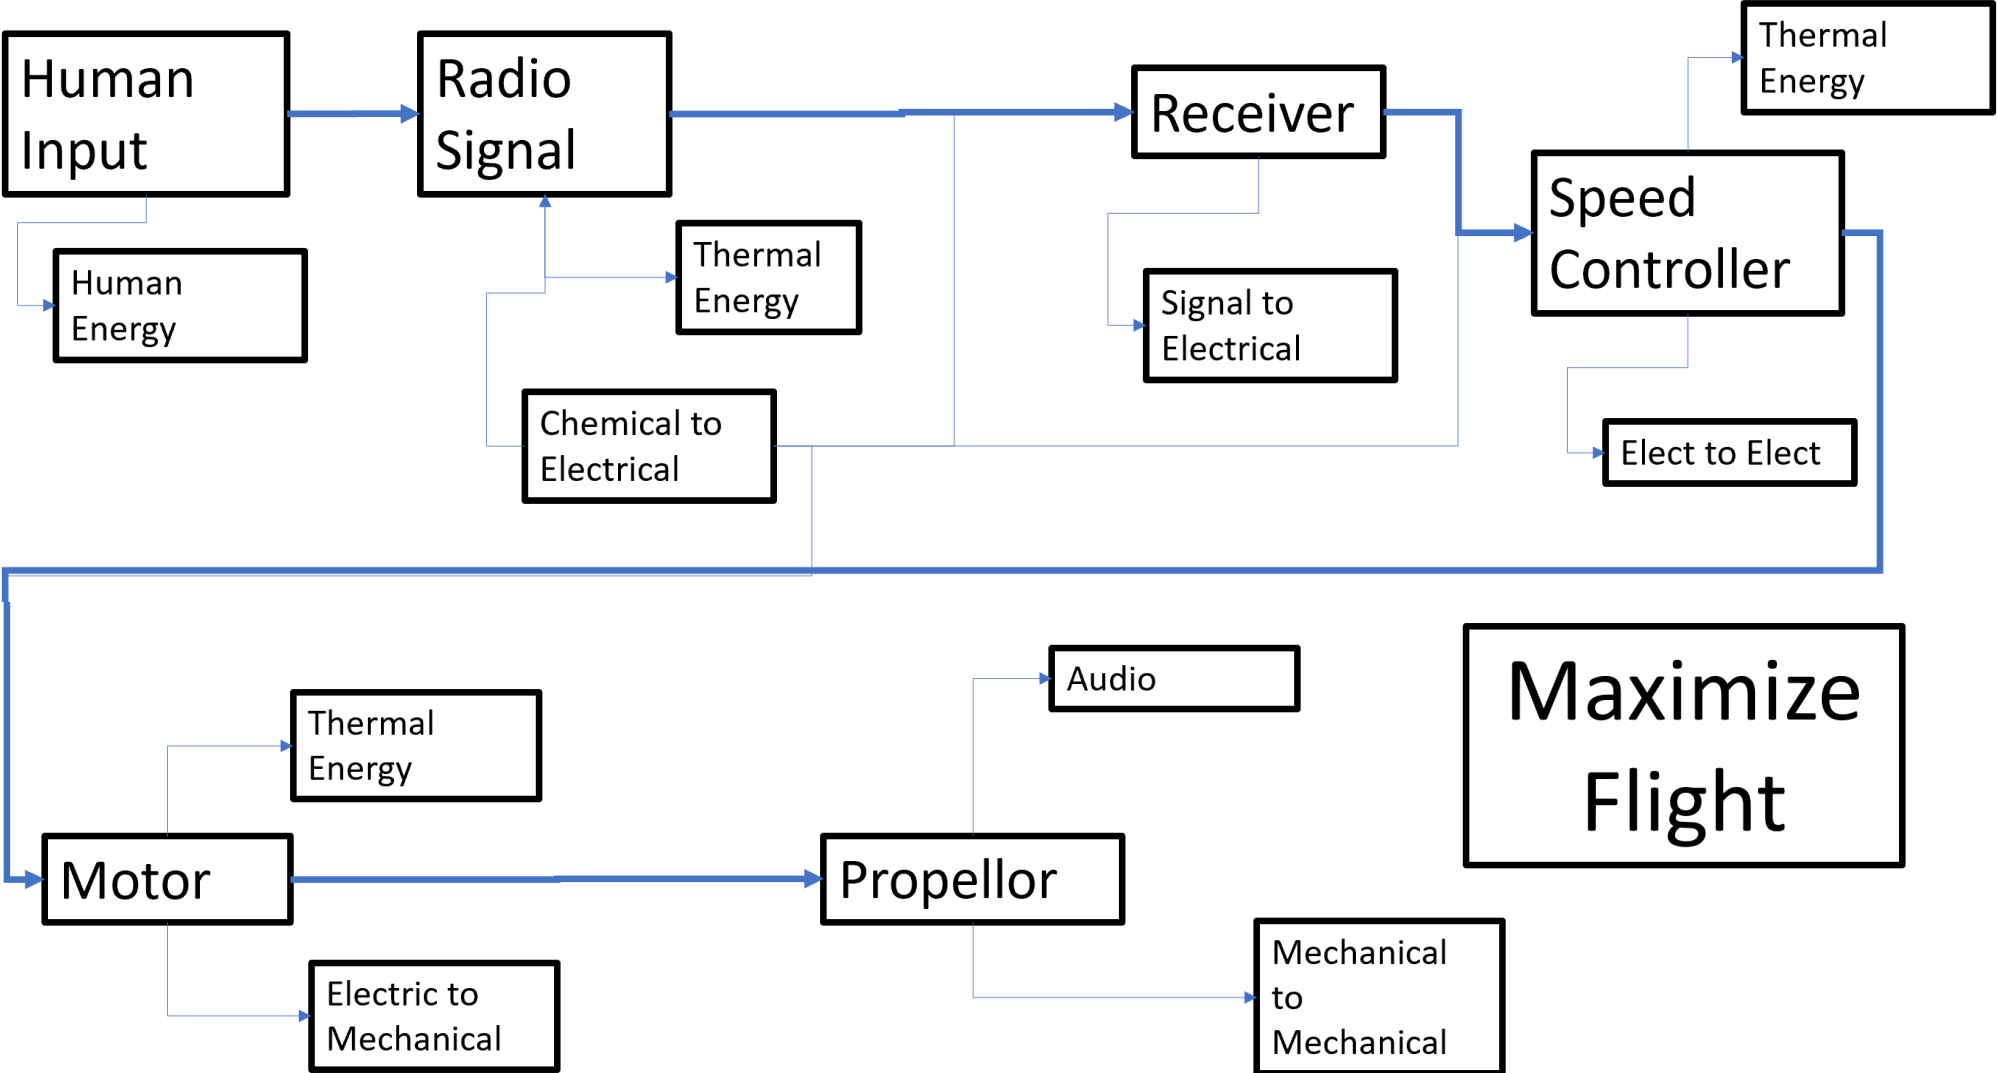 Human
Input
Radio
Signal
Receiver
Thermal
Energy
Speed
Controller
Human
Energy
Thermal
Energy
Signal to
Electrical
Chemical to
Electrical
Elect to Elect
Audio
Thermal
Energy
Maximize
Flight
Motor
Propellor
Electric to
Mechanical
Mechanical
to
Mechanical